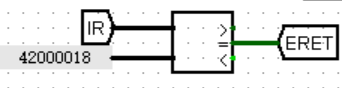 IR
>
=
ERET
42000018
<